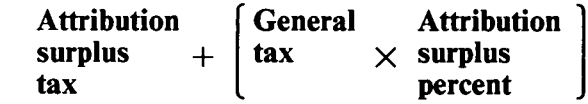 Attribution General Attribution
surplus + [ tax × surplus ]
tax percent